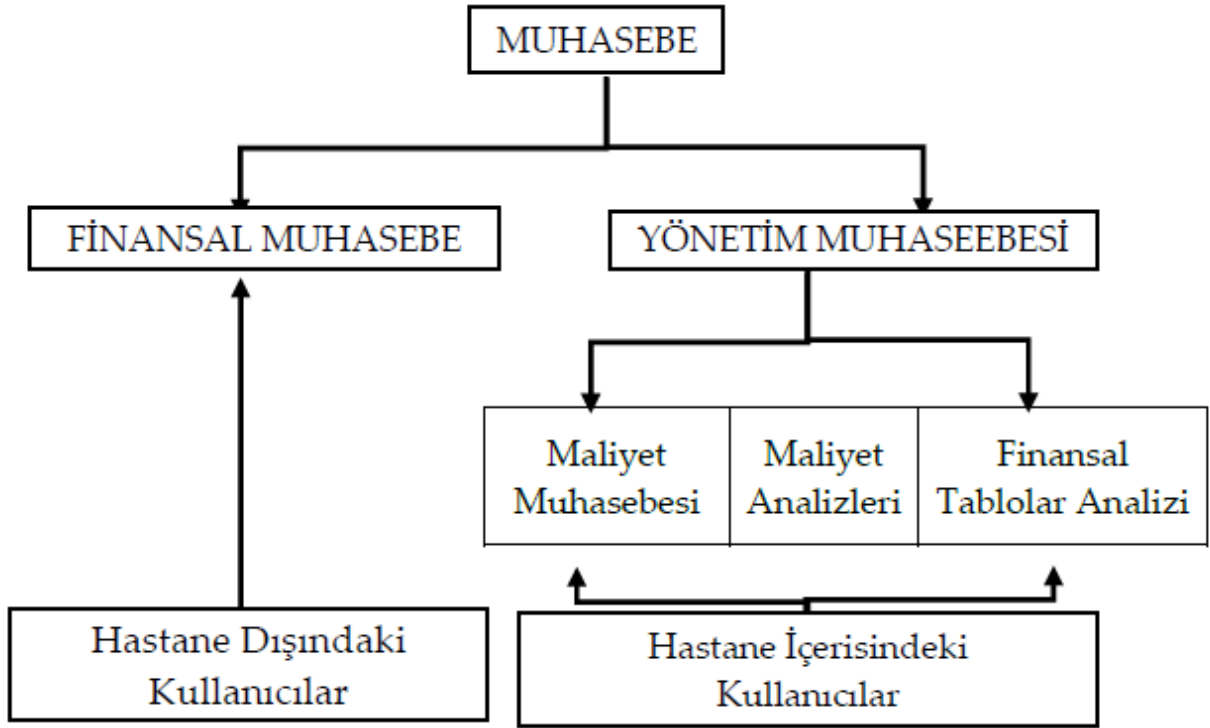 MUHASEBE
FİNANSAL MUHASEBE
YÖNETİM MUHASEEBESİ
Maliyet
Muhasebesi
Maliyet
Analizleri
Finansal
Tablolar Analizi
Hastane Dışındaki
Kullanıcılar
Hastane İçerisindeki
Kullanıcılar